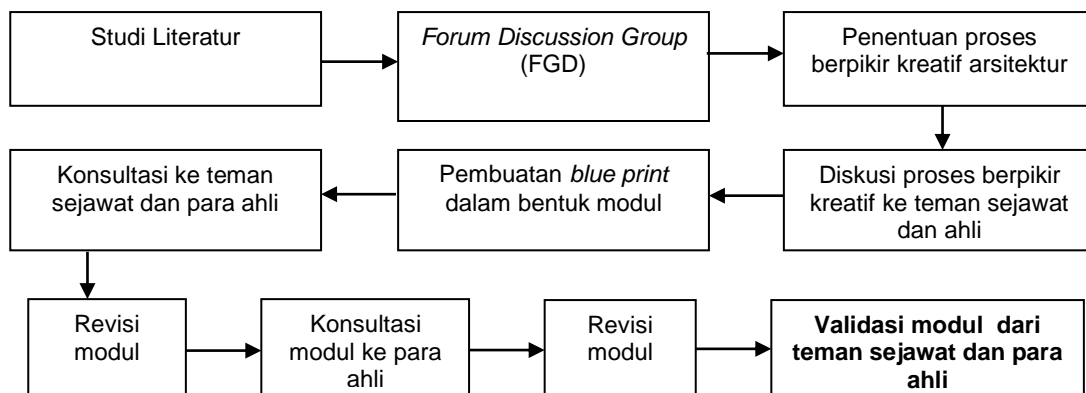 Studi Literatur
Forum Discussion Group
(FGD)
Penentuan proses
berpikir kreatif arsitektur
Diskusi proses berpikir
kreatif ke teman sejawat
dan ahli
Pembuatan blue print
dalam bentuk modul
Konsultasi ke teman
sejawat dan para ahli
Revisi
modul
Konsultasi
modul ke para
ahli
Revisi
modul
Validasi modul dari
teman sejawat dan para
ahli